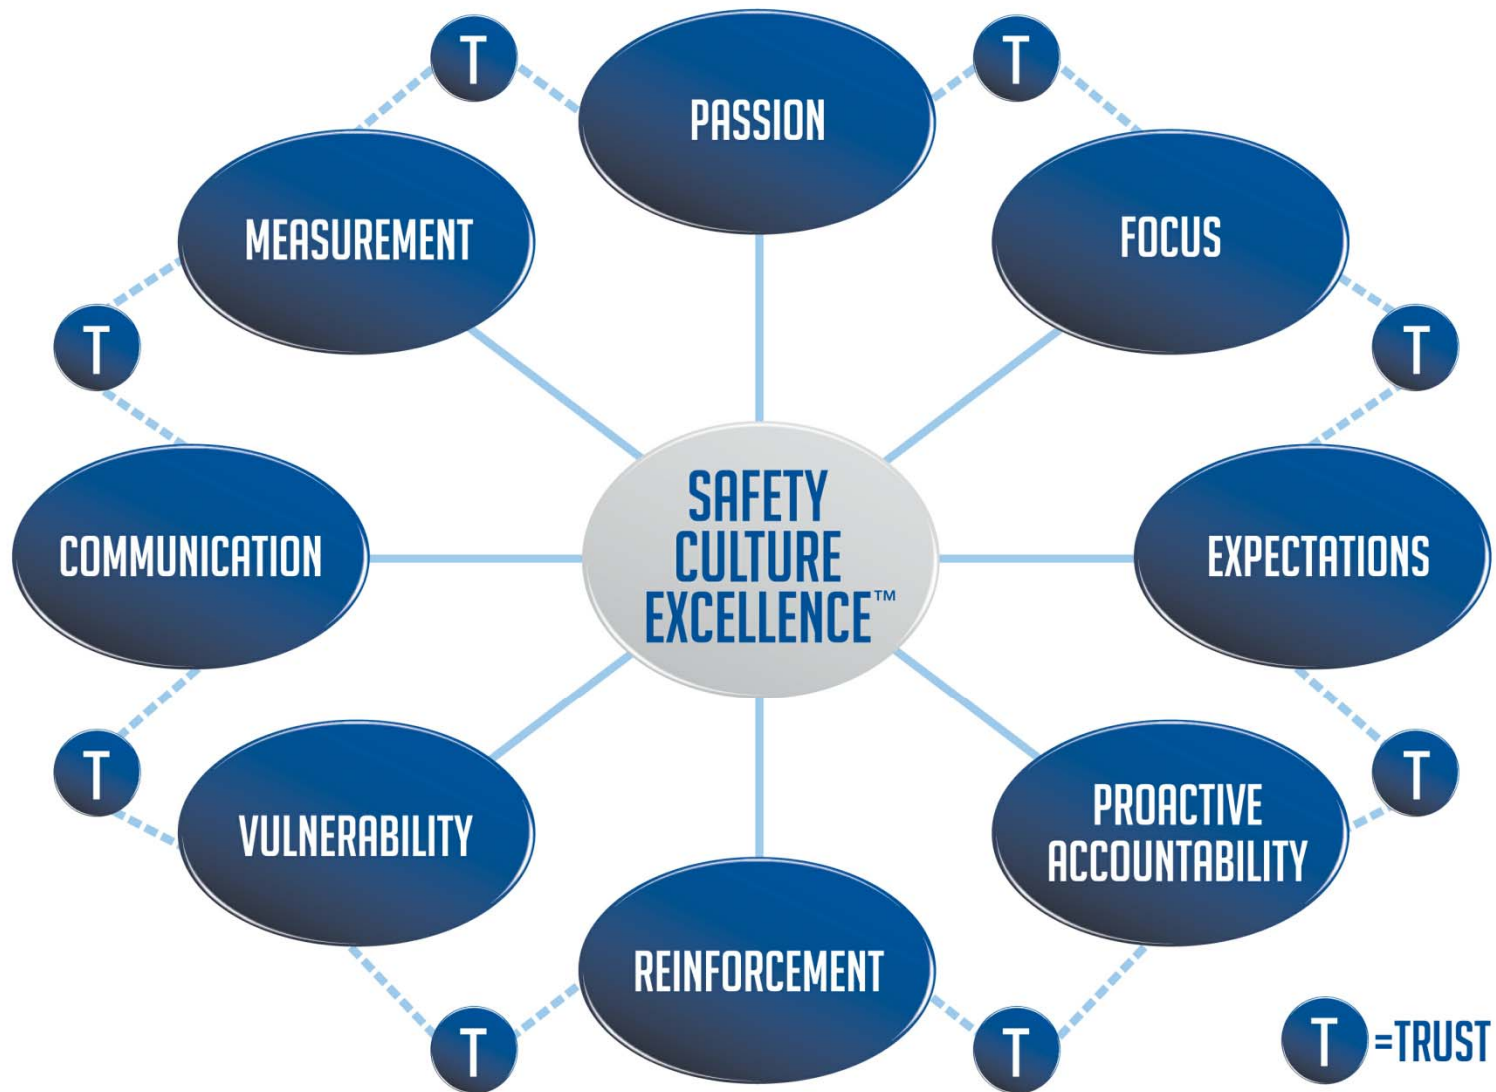 T
T
PASSION
MEASUREMENT
FOCUS
T
T
SAFETY
CULTURE
EXCELLENCE™
COMMUNICATION
EXPECTATIONS
T
T
VULNERABILITY
PROACTIVE
ACCOUNTABILITY
REINFORCEMENT
T
T
T =TRUST